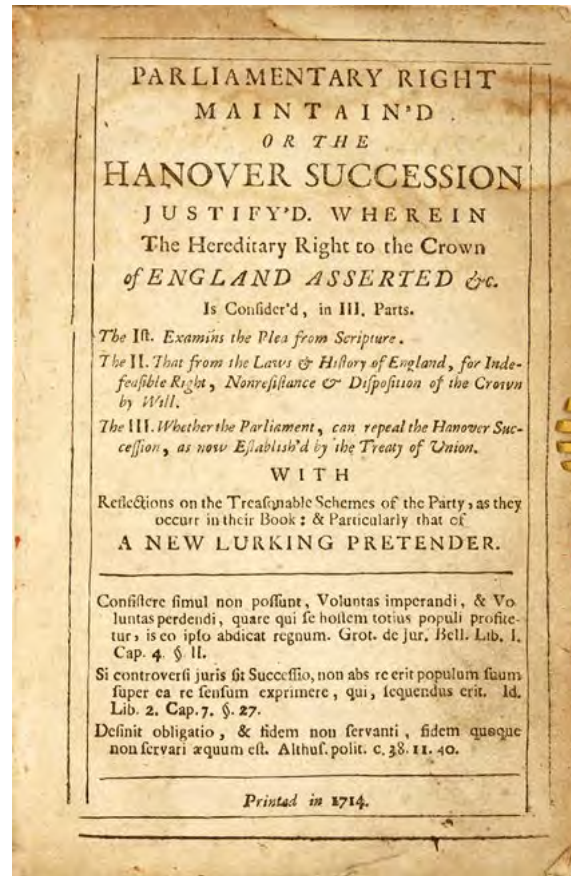 PARLIAMENTARY RIGHT
MAINTAIN'D
OR THE
HANOVER SUCCESSION
JUSTIFY'D. WHEREIN
The Hereditary Right to the Crown
of ENGLAND ASSERTED &c.
Is Conſider'd, in III. Parts.
The Iſt. Examins the Plea from Scripture.
The II. That from the Laws & Hiſtory of England, for Inde-
feaſible Right, Nonreſiſtance & Diſpoſition of the Crown
by Will.
The III. Whether the Parliament, can repeal the Hanover Suc-
ceſſion, as now Eſtablish'd by the Treaty of Union.
WITH
Reflections on the Treaſonable Schemes of the Party, as they
occurr in their Book: & Particularly that of
A NEW LURKING PRETENDER.
Conſiſtere ſimul non poſſunt, Voluntas imperandi, & Vo
luntas perdendi, quare qui ſe hoſtem totius populi profite-
tur, is eo ipſo abdicat regnum. Grot. de jur. Bell. Lib. I.
Cap. 4. §. II.
Si controverſi juris ſit Succeſſio, non abs re erit populum ſuum
ſuper ea re ſenſum exprimere, qui, ſequendus erit. Id.
Lib. 2. Cap. 7. §. 27.
Deſinit obligatio, & fidem non ſervanti, fidem quoque
non ſervari æquum eſt. Althuſ. polit. c. 38. 11. 40.
Printed in 1714.